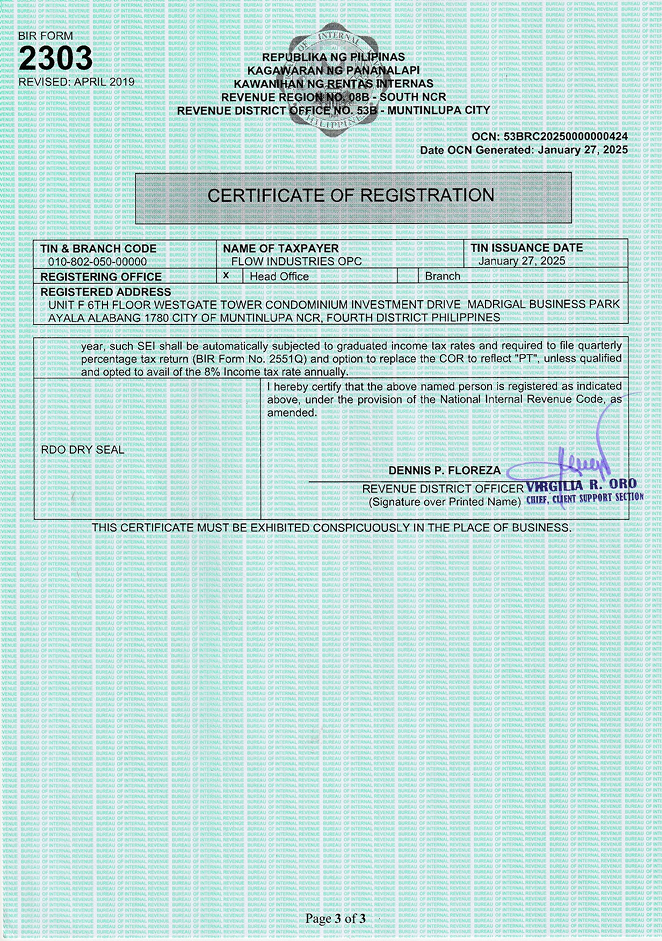 BIR FORM
2303
REVISED: APRIL 2019
REPUBLIKA NG PILIPINAS
KAGAWARAN NG PANANALAPI
KAWANIHAN NG RENTAS INTERNAS
REVENUE REGION NO. 08B - SOUTH NCR
REVENUE DISTRICT OFFICE NO. 53B - MUNTINLUPA CITY
OCN: 53BRC20250000000424
Date OCN Generated: January 27, 2025
CERTIFICATE OF REGISTRATION
TIN & BRANCH CODE NAME OF TAXPAYER TIN ISSUANCE DATE
010-802-050-00000 FLOW INDUSTRIES OPC January 27, 2025
REGISTERING OFFICE X Head Office Branch
REGISTERED ADDRESS
UNIT F 6TH FLOOR WESTGATE TOWER CONDOMINIUM INVESTMENT DRIVE MADRIGAL BUSINESS PARK
AYALA ALABANG 1780 CITY OF MUNTINLUPA NCR, FOURTH DISTRICT PHILIPPINES
year, such SEI shall be automatically subjected to graduated income tax rates and required to file quarterly
percentage tax return (BIR Form No. 2551Q) and option to replace the COR to reflect "PT", unless qualified
and opted to avail of the 8% Income tax rate annually.
I hereby certify that the above named person is registered as indicated
above, under the provision of the National Internal Revenue Code, as
amended.
RDO DRY SEAL
DENNIS P. FLOREZA
REVENUE DISTRICT OFFICER VIRGILIA R. ORO
(Signature over Printed Name) CHIEF, CLIENT SUPPORT SECTION
THIS CERTIFICATE MUST BE EXHIBITED CONSPICUOUSLY IN THE PLACE OF BUSINESS.
Page 3 of 3